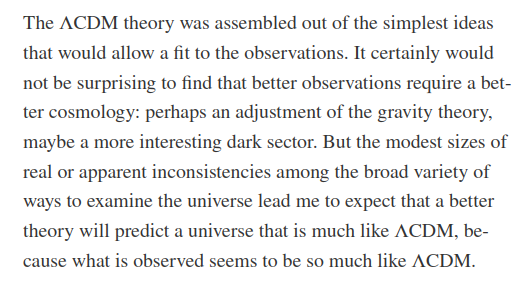 The ΛCDM theory was assembled out of the simplest ideas
that would allow a fit to the observations. It certainly would
not be surprising to find that better observations require a bet-
ter cosmology: perhaps an adjustment of the gravity theory,
maybe a more interesting dark sector. But the modest sizes of
real or apparent inconsistencies among the broad variety of
ways to examine the universe lead me to expect that a better
theory will predict a universe that is much like ΛCDM, be-
cause what is observed seems to be so much like ΛCDM.